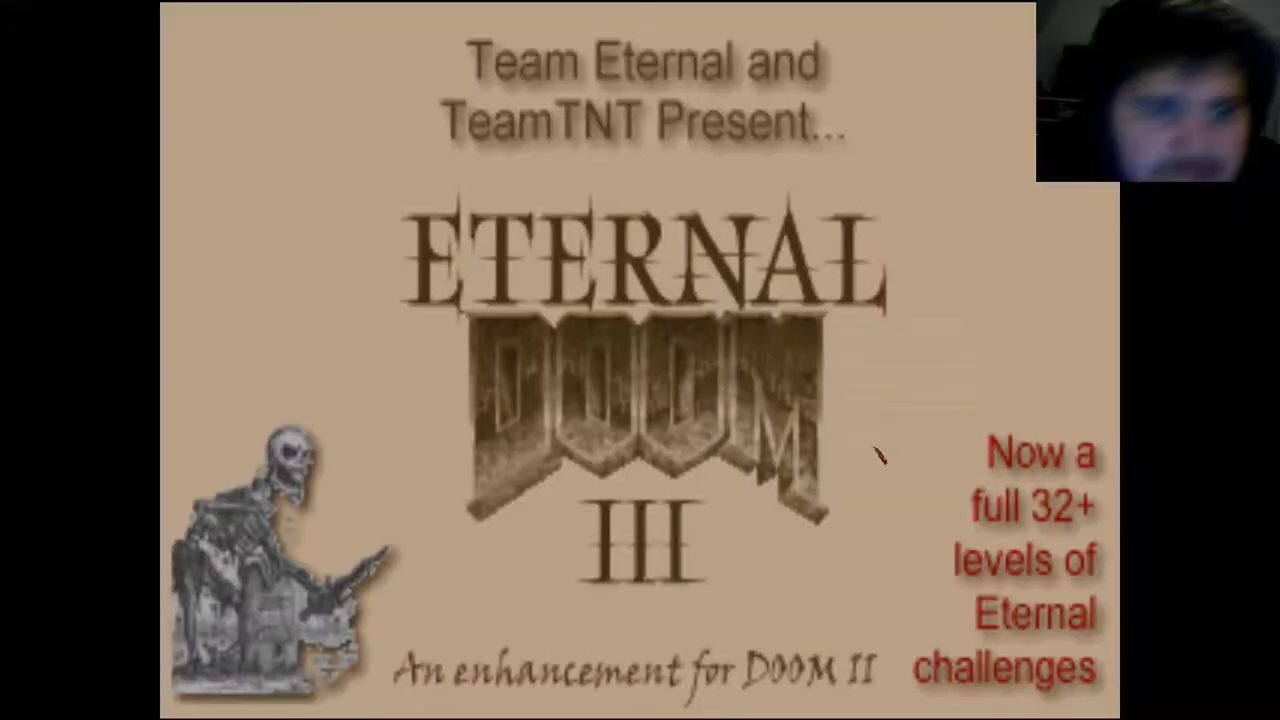 Team Eternal and
TeamTNT Present...
ETERNAL
DOOM
III
An enhancement for DOOM II
Now a
full 32+
levels of
Eternal
challenges